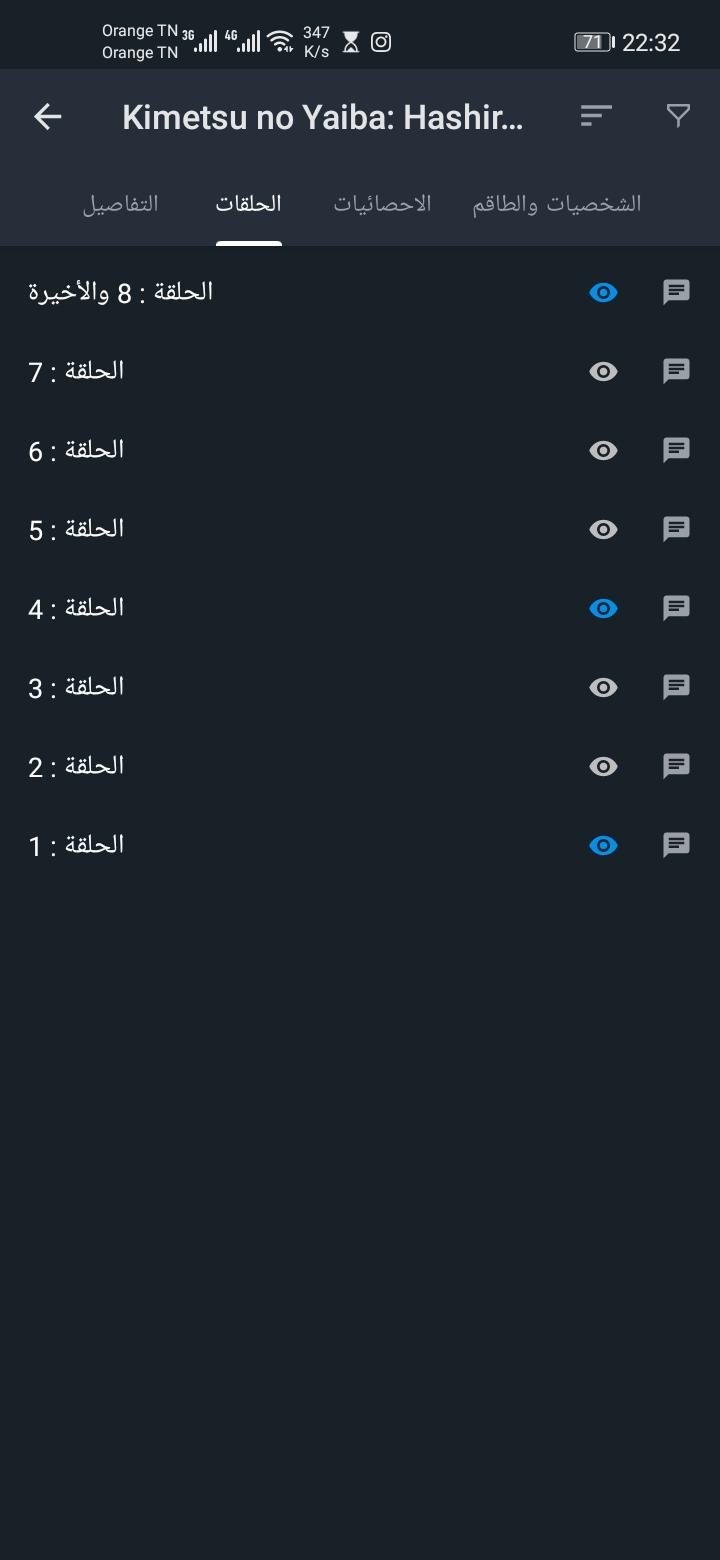 Orange TN 3G 4G 347 K/s 71 22:32
Orange TN
Kimetsu no Yaiba: Hashir...
التفاصيل الحلقات الاحصائيات الشخصيات والطاقم
الحلقة : 8 والأخيرة
الحلقة : 7
الحلقة : 6
الحلقة : 5
الحلقة : 4
الحلقة : 3
الحلقة : 2
الحلقة : 1